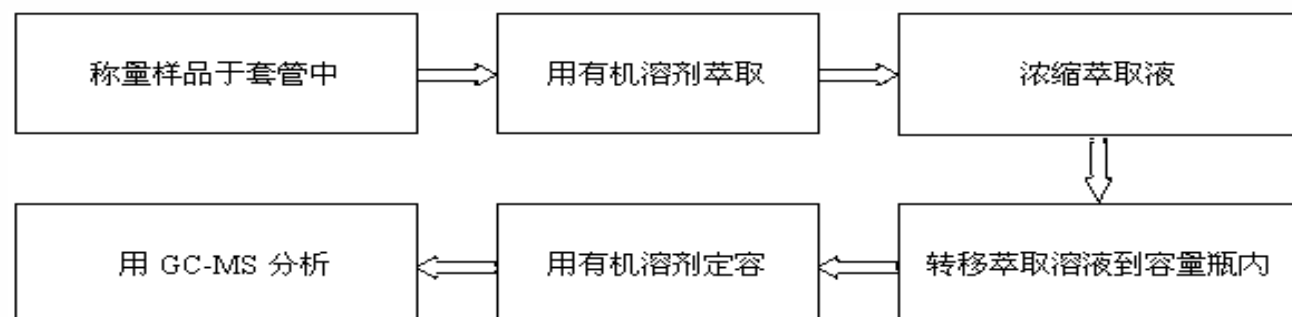 称量样品于套管中
用有机溶剂萃取
浓缩萃取液
转移萃取溶液到容量瓶内
用有机溶剂定容
用 GC-MS 分析